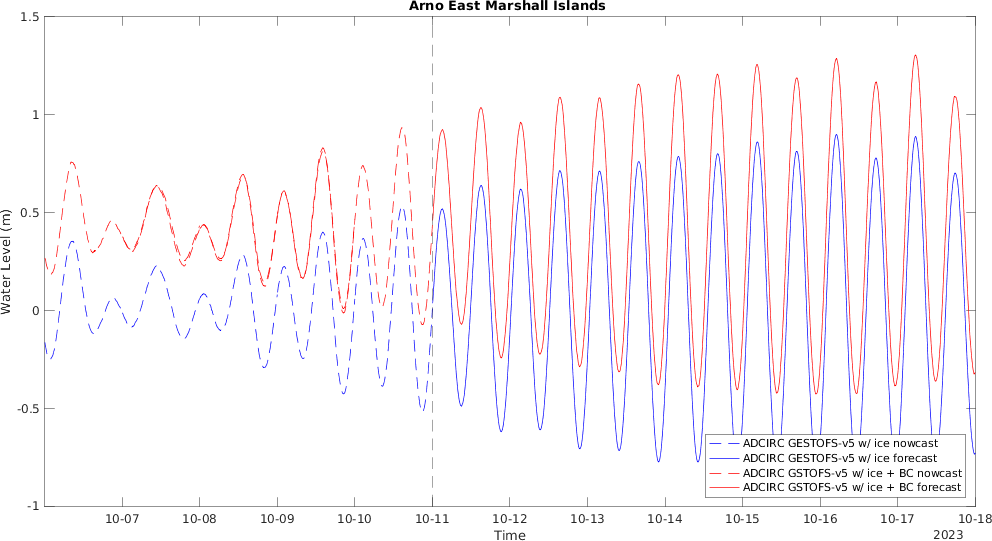 Arno East Marshall Islands
1.5
1
0.5
0
-0.5
-1
Water Level (m)
ADCIRC GESTOFS-v5 w/ ice nowcast
ADCIRC GESTOFS-v5 w/ ice forecast
ADCIRC GSTOFS-v5 w/ ice + BC nowcast
ADCIRC GSTOFS-v5 w/ ice + BC forecast
10-07 10-08 10-09 10-10 10-11 10-12 10-13 10-14 10-15 10-16 10-17 10-18
Time
2023